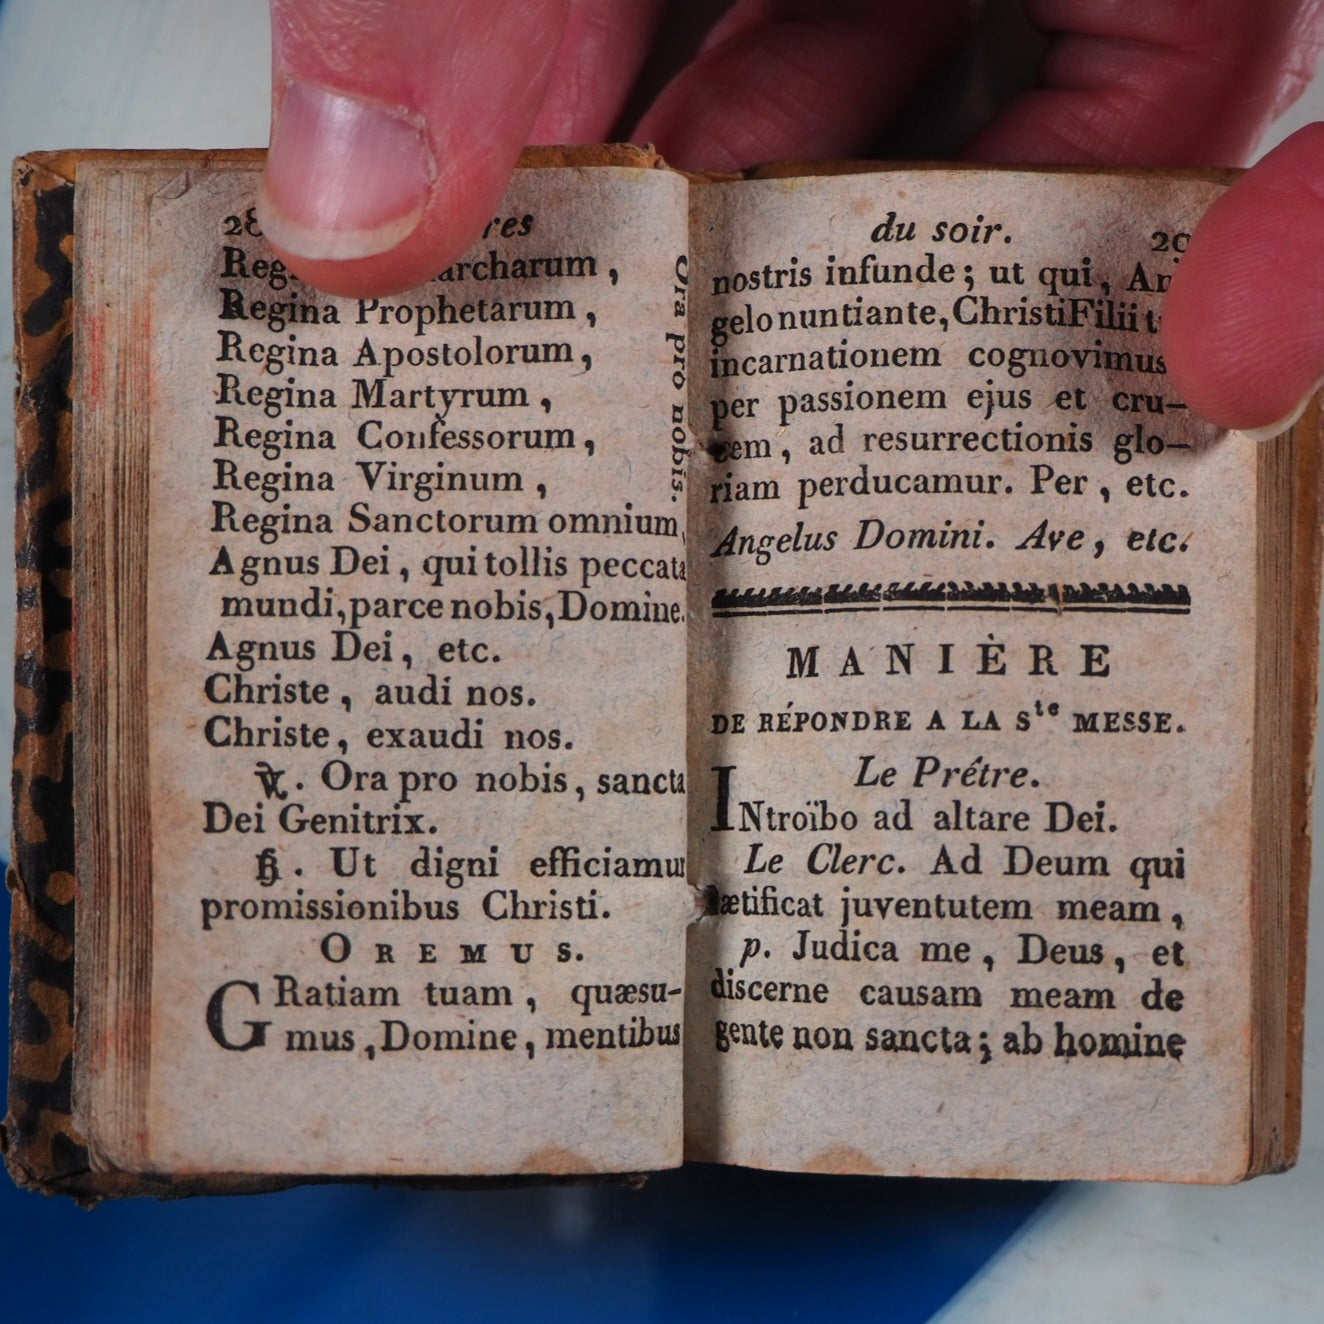 Regina Prophetarum,
Regina Apostolorum,
Regina Martyrum,
Regina Confessorum,
Regina Virginum,
Regina Sanctorum omnium,
Agnus Dei, qui tollis peccata
mundi, parce nobis, Domine.
Agnus Dei, etc.
Christe, audi nos.
Christe, exaudi nos.
℣. Ora pro nobis, sancta
Dei Genitrix.
℟. Ut digni efficiamur
promissionibus Christi.
OREMUS.
GRatiam tuam, quæsu-
mus, Domine, mentibus
Ora pro nobis.
du soir.
nostris infunde; ut qui,
gelo nuntiante, Christi Filii
incarnationem cognovimus
per passionem ejus et cru-
cem, ad resurrectionis glo-
riam perducamur. Per, etc.
Angelus Domini. Ave, etc.
MANIÈRE
DE RÉPONDRE A LA Ste MESSE.
Le Prêtre.
INtroïbo ad altare Dei.
Le Clerc. Ad Deum qui
lætificat juventutem meam,
p. Judica me, Deus, et
discerne causam meam de
gente non sancta; ab homine